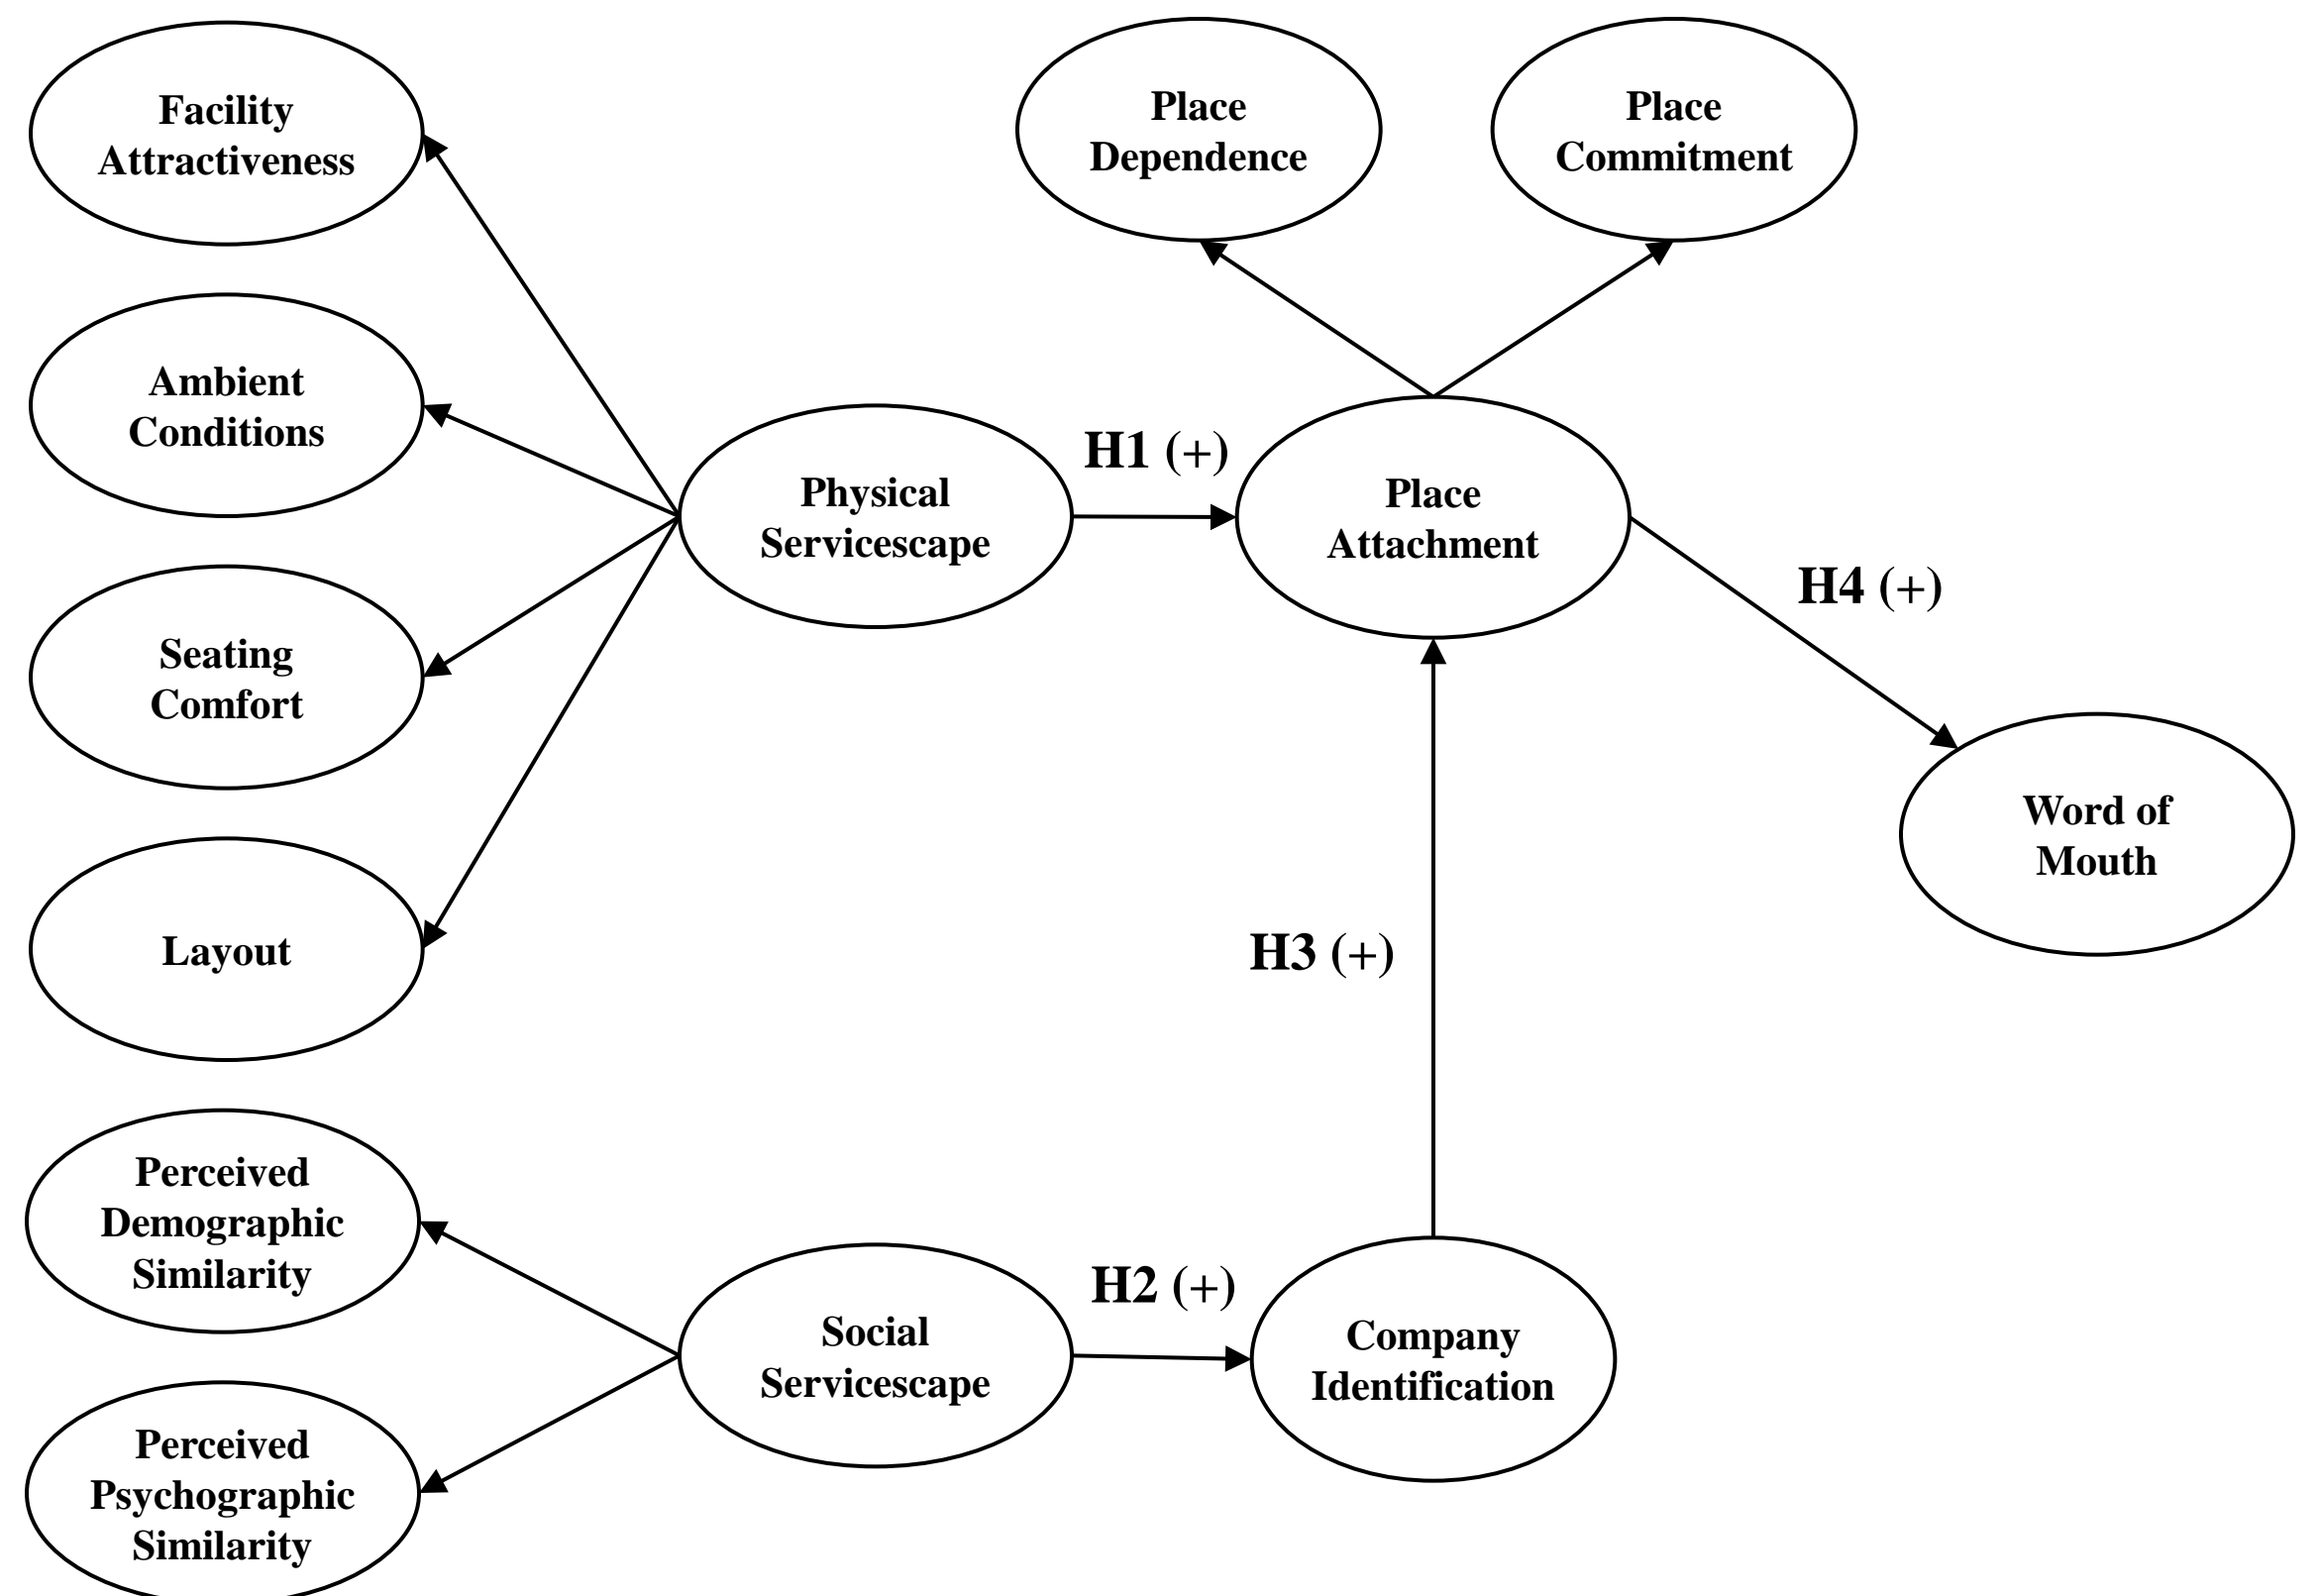 Facility
Attractiveness
Place
Dependence
Place
Commitment
Ambient
Conditions
Physical
Servicescape
H1 (+)
Place
Attachment
H4 (+)
Seating
Comfort
Word of
Mouth
Layout
H3 (+)
Perceived
Demographic
Similarity
Social
Servicescape
H2 (+)
Company
Identification
Perceived
Psychographic
Similarity